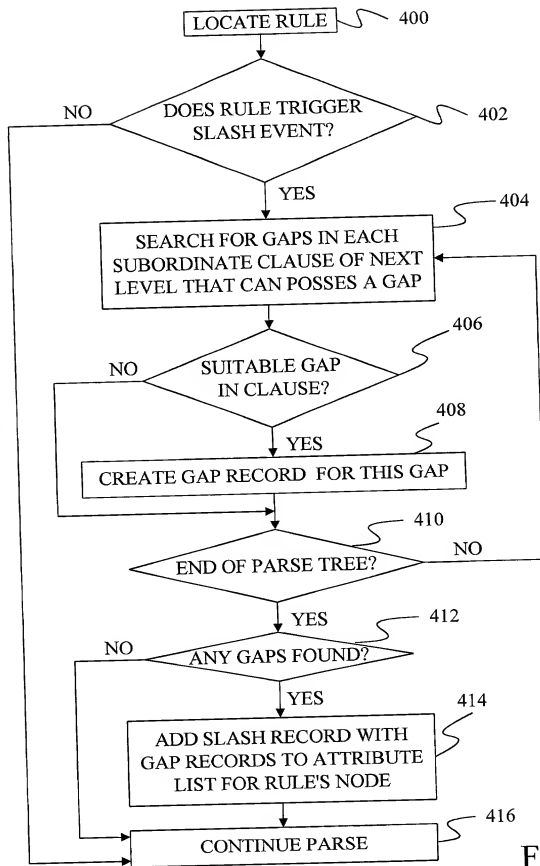 LOCATE RULE
400
DOES RULE TRIGGER
SLASH EVENT?
402
NO
YES
404
SEARCH FOR GAPS IN EACH
SUBORDINATE CLAUSE OF NEXT
LEVEL THAT CAN POSSES A GAP
406
NO
SUITABLE GAP
IN CLAUSE?
YES
408
CREATE GAP RECORD FOR THIS GAP
410
END OF PARSE TREE?
NO
YES
412
NO
ANY GAPS FOUND?
YES
414
ADD SLASH RECORD WITH
GAP RECORDS TO ATTRIBUTE
LIST FOR RULE'S NODE
416
CONTINUE PARSE
F